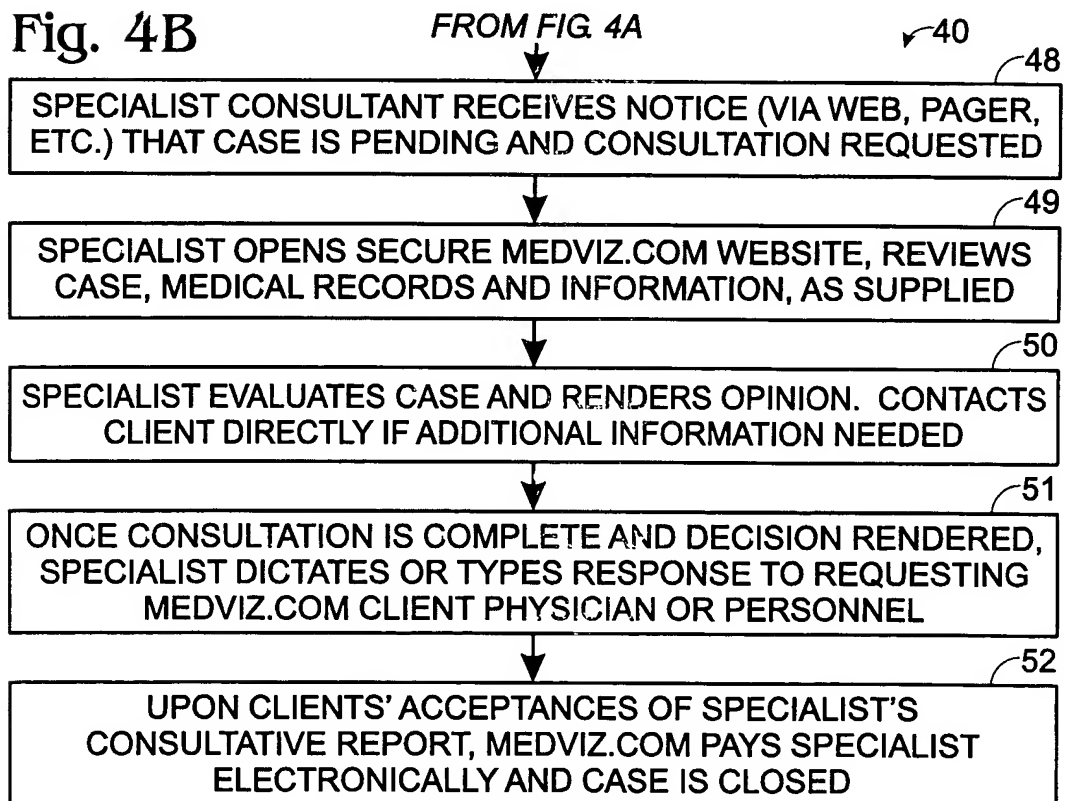 Fig. 4B
FROM FIG. 4A
40
48
SPECIALIST CONSULTANT RECEIVES NOTICE (VIA WEB, PAGER,
ETC.) THAT CASE IS PENDING AND CONSULTATION REQUESTED
49
SPECIALIST OPENS SECURE MEDVIZ.COM WEBSITE, REVIEWS
CASE, MEDICAL RECORDS AND INFORMATION, AS SUPPLIED
50
SPECIALIST EVALUATES CASE AND RENDERS OPINION. CONTACTS
CLIENT DIRECTLY IF ADDITIONAL INFORMATION NEEDED
51
ONCE CONSULTATION IS COMPLETE AND DECISION RENDERED,
SPECIALIST DICTATES OR TYPES RESPONSE TO REQUESTING
MEDVIZ.COM CLIENT PHYSICIAN OR PERSONNEL
52
UPON CLIENTS' ACCEPTANCES OF SPECIALIST'S
CONSULTATIVE REPORT, MEDVIZ.COM PAYS SPECIALIST
ELECTRONICALLY AND CASE IS CLOSED